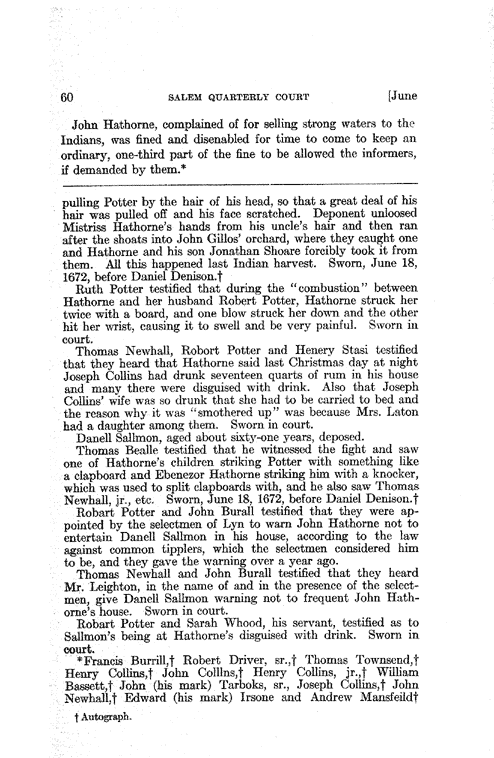 60 SALEM QUARTERLY COURT [June
John Hathorne, complained of for selling strong waters to the
Indians, was fined and disenabled for time to come to keep an
ordinary, one-third part of the fine to be allowed the informers,
if demanded by them.*
pulling Potter by the hair of his head, so that a great deal of his
hair was pulled off and his face scratched. Deponent unloosed
Mistriss Hathorne's hands from his uncle's hair and then ran
after the shoats into John Gillos' orchard, where they caught one
and Hathorne and his son Jonathan Shoare forcibly took it from
them. All this happened last Indian harvest. Sworn, June 18,
1672, before Daniel Denison.†
Ruth Potter testified that during the "combustion" between
Hathorne and her husband Robert Potter, Hathorne struck her
twice with a board, and one blow struck her down and the other
hit her wrist, causing it to swell and be very painful. Sworn in
court.
Thomas Newhall, Robort Potter and Henery Stasi testified
that they heard that Hathorne said last Christmas day at night
Joseph Collins had drunk seventeen quarts of rum in his house
and many there were disguised with drink. Also that Joseph
Collins' wife was so drunk that she had to be carried to bed and
the reason why it was "smothered up" was because Mrs. Laton
had a daughter among them. Sworn in court.
Danell Sallmon, aged about sixty-one years, deposed.
Thomas Bealle testified that he witnessed the fight and saw
one of Hathorne's children striking Potter with something like
a clapboard and Ebenezor Hathorne striking him with a knocker,
which was used to split clapboards with, and he also saw Thomas
Newhall, jr., etc. Sworn, June 18, 1672, before Daniel Denison.†
Robart Potter and John Burall testified that they were ap-
pointed by the selectmen of Lyn to warn John Hathorne not to
entertain Danell Sallmon in his house, according to the law
against common tipplers, which the selectmen considered him
to be, and they gave the warning over a year ago.
Thomas Newhall and John Burall testified that they heard
Mr. Leighton, in the name of and in the presence of the select-
men, give Danell Sallmon warning not to frequent John Hath-
orne's house. Sworn in court.
Robart Potter and Sarah Whood, his servant, testified as to
Sallmon's being at Hathorne's disguised with drink. Sworn in
court.
*Francis Burrill,† Robert Driver, sr.,† Thomas Townsend,†
Henry Collins,† John Collins,† Henry Collins, jr.,† William
Bassett,† John (his mark) Tarboks, sr., Joseph Collins,† John
Newhall,† Edward (his mark) Irsone and Andrew Mansfeild†
† Autograph.